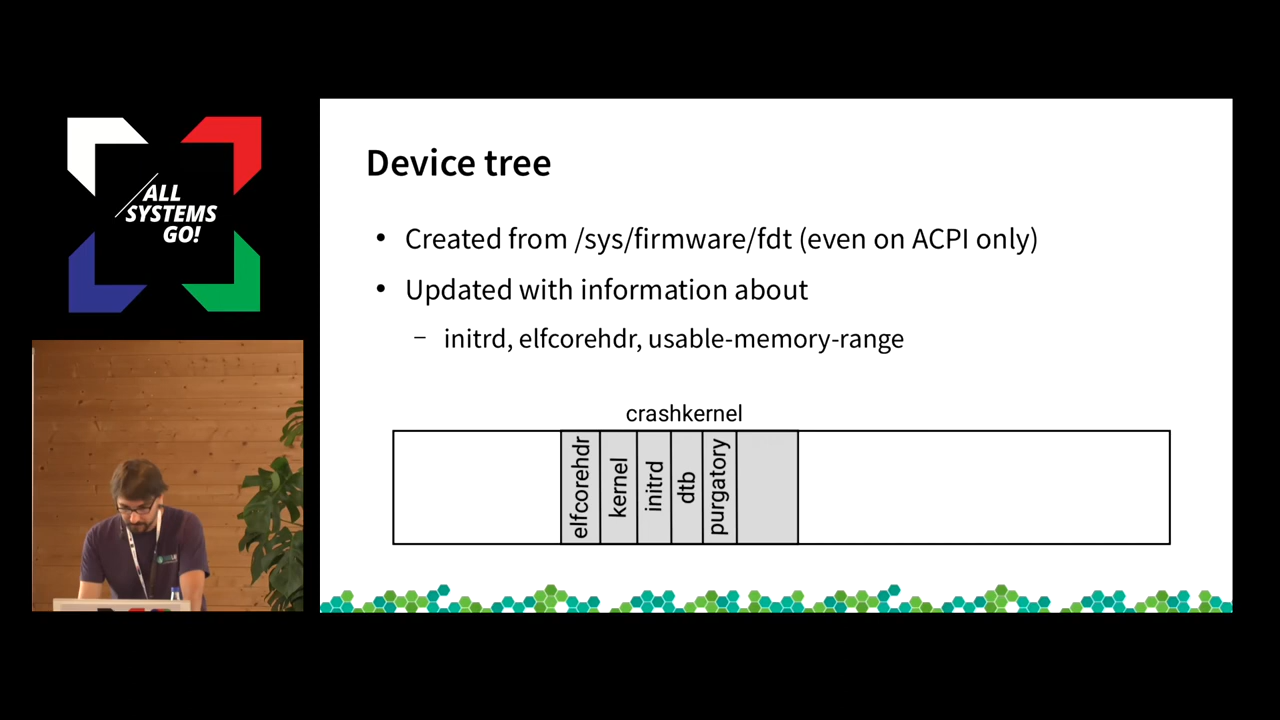 ALL
SYSTEMS
GO!
Device tree
• Created from /sys/firmware/fdt (even on ACPI only)
• Updated with information about
– initrd, elfcorehdr, usable-memory-range
crashkernel
elfcorehdr
kernel
initrd
dtb
purgatory